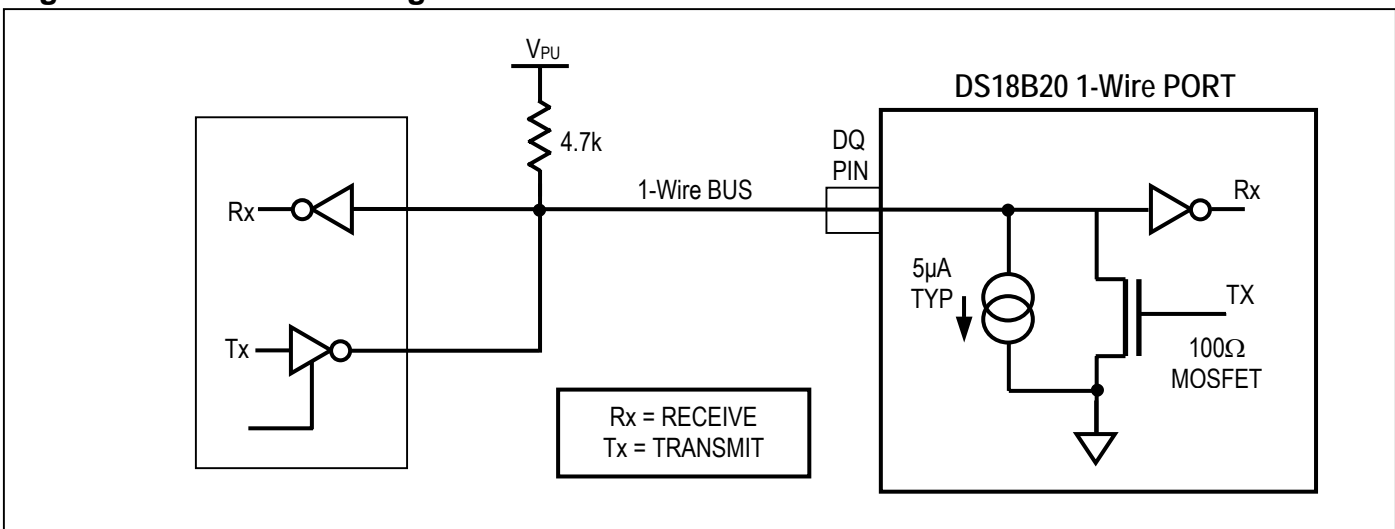 VPU
4.7k
DS18B20 1-Wire PORT
DQ
PIN
1-Wire BUS
Rx
Rx
5µA
TYP
TX
100Ω
MOSFET
Tx
Rx = RECEIVE
Tx = TRANSMIT